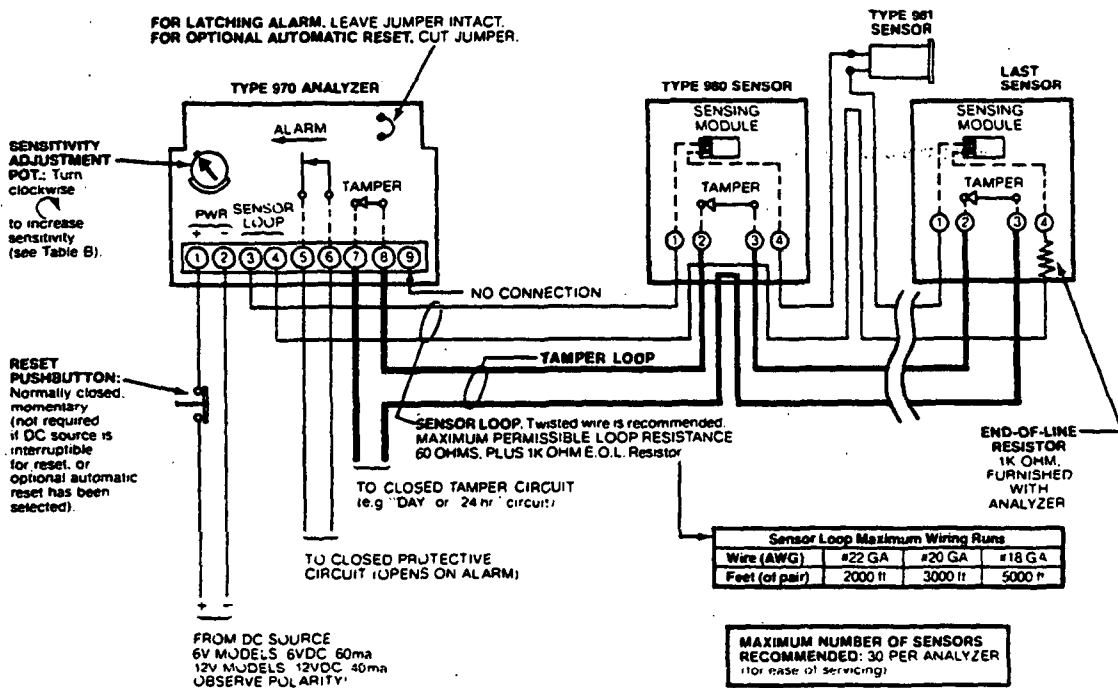 FOR LATCHING ALARM, LEAVE JUMPER INTACT.
FOR OPTIONAL AUTOMATIC RESET, CUT JUMPER.
TYPE 970 ANALYZER
ALARM
SENSITIVITY
ADJUSTMENT
POT.: Turn
clockwise
to increase
sensitivity
(see Table B).
PWR
+ −
SENSOR
LOOP
TAMPER
1 2 3 4 5 6 7 8 9
NO CONNECTION
TYPE 980 SENSOR
SENSING
MODULE
TAMPER
1 2 3 4
TYPE 981
SENSOR
LAST
SENSOR
SENSING
MODULE
TAMPER
1 2 3 4
RESET
PUSHBUTTON:
Normally closed,
momentary
(not required
if DC source is
interruptible
for reset, or
optional automatic
reset has been
selected).
TAMPER LOOP
SENSOR LOOP. Twisted wire is recommended.
MAXIMUM PERMISSIBLE LOOP RESISTANCE
60 OHMS, PLUS 1K OHM E.O.L. Resistor
TO CLOSED TAMPER CIRCUIT
(e.g "DAY or 24 hr circuit)
TO CLOSED PROTECTIVE
CIRCUIT (OPENS ON ALARM)
+ −
FROM DC SOURCE
6V MODELS 6VDC 60ma
12V MODELS 12VDC 40ma
OBSERVE POLARITY!
END-OF-LINE
RESISTOR
1K OHM,
FURNISHED
WITH
ANALYZER
Sensor Loop Maximum Wiring Runs
Wire (AWG) #22 GA #20 GA #18 GA
Feet (of pair) 2000 ft 3000 ft 5000 ft
MAXIMUM NUMBER OF SENSORS
RECOMMENDED: 30 PER ANALYZER
(for ease of servicing)